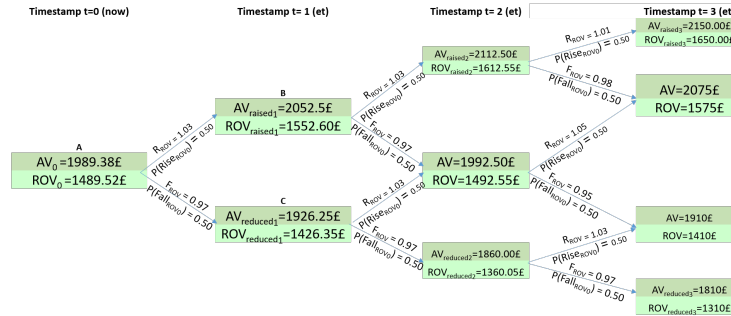 Timestamp t=0 (now)
Timestamp t= 1 (et)
Timestamp t= 2 (et)
Timestamp t= 3 (et)
A
AV0 =1989.38£
ROV0 =1489.52£
RROV = 1.03
P(RiseROV0) = 0.50
FROV = 0.97
P(FallROV0) = 0.50
B
AVraised1=2052.5£
ROVraised1=1552.60£
C
AVreduced1=1926.25£
ROVreduced1=1426.35£
RROV = 1.03
P(RiseROV0) = 0.50
FROV = 0.97
P(FallROV0) = 0.50
RROV = 1.03
P(RiseROV0) = 0.50
FROV = 0.97
P(FallROV0) = 0.50
AVraised2=2112.50£
ROVraised2=1612.55£
AV=1992.50£
ROV=1492.55£
AVreduced2=1860.00£
ROVreduced2=1360.05£
RROV = 1.01
P(RiseROV0) = 0.50
FROV = 0.98
P(FallROV0) = 0.50
RROV = 1.05
P(RiseROV0) = 0.50
FROV = 0.95
P(FallROV0) = 0.50
RROV = 1.03
P(RiseROV0) = 0.50
FROV = 0.97
P(FallROV0) = 0.50
AVraised3=2150.00£
ROVraised3=1650.00£
AV=2075£
ROV=1575£
AV=1910£
ROV=1410£
AVreduced3=1810£
ROVreduced3=1310£